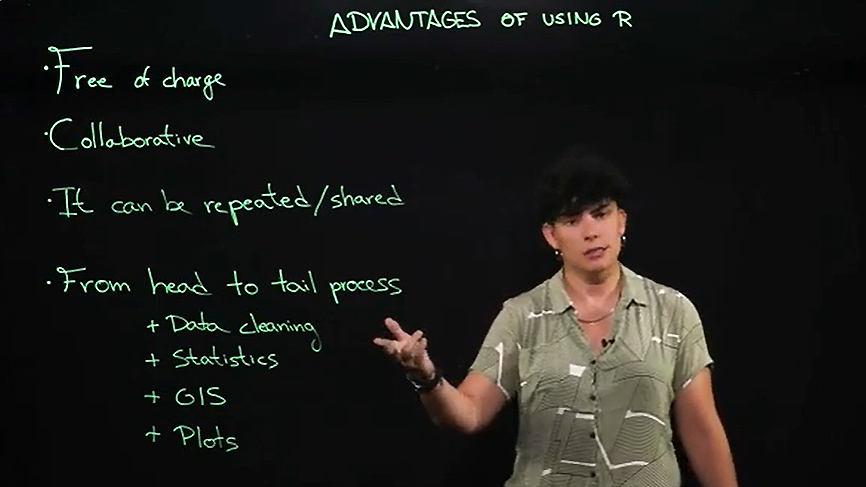 ADVANTAGES OF USING R
· Free of charge
· Collaborative
· It can be repeated/shared
· From head to tail process
+ Data cleaning
+ Statistics
+ GIS
+ Plots